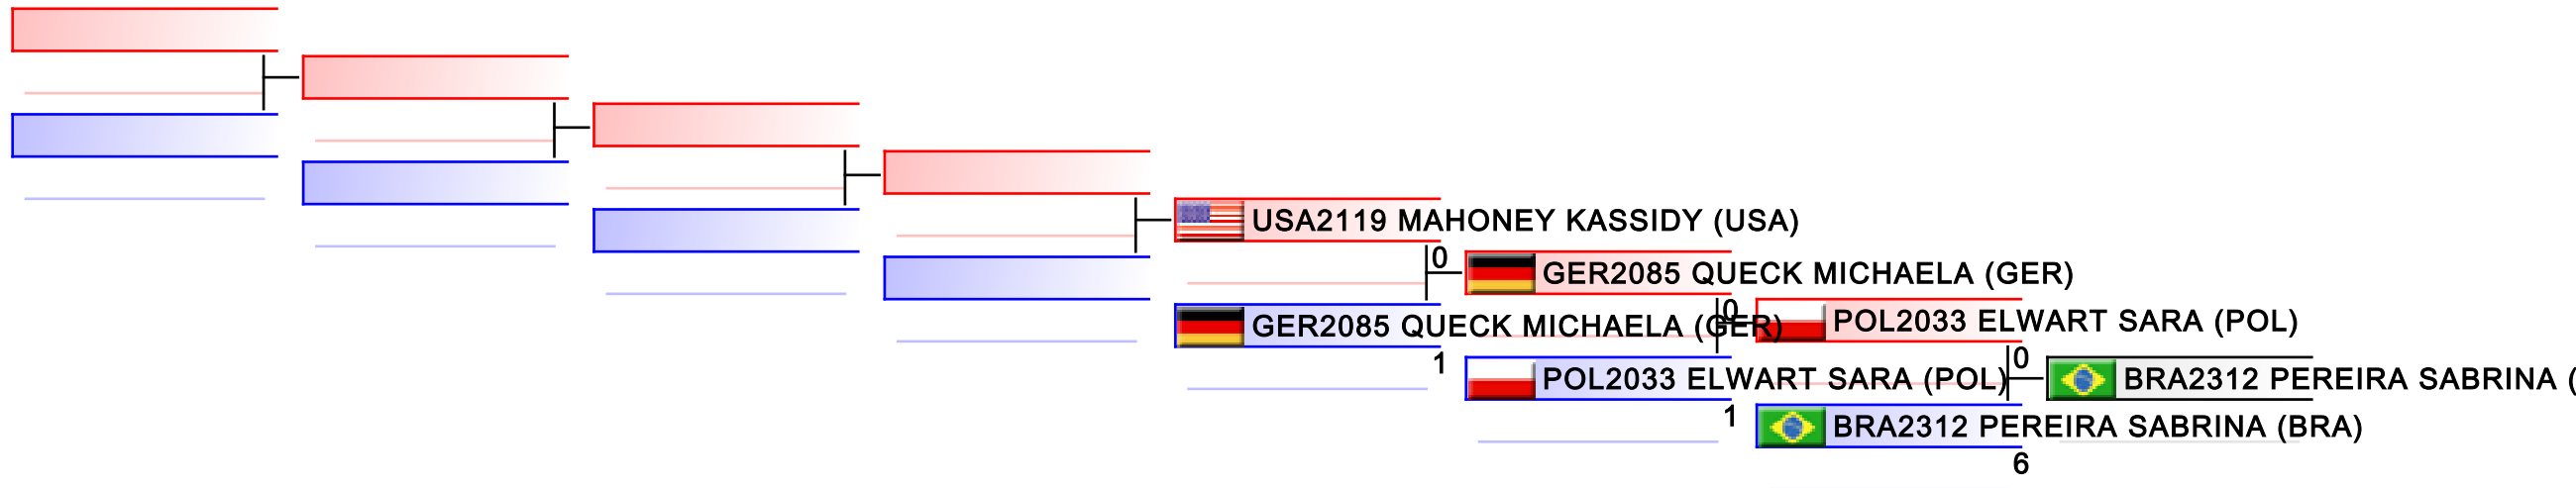 USA2119 MAHONEY KASSIDY (USA)
0
GER2085 QUECK MICHAELA (GER)
0
GER2085 QUECK MICHAELA (GER)
POL2033 ELWART SARA (POL)
1
0
POL2033 ELWART SARA (POL)
BRA2312 PEREIRA SABRINA (
1
BRA2312 PEREIRA SABRINA (BRA)
6